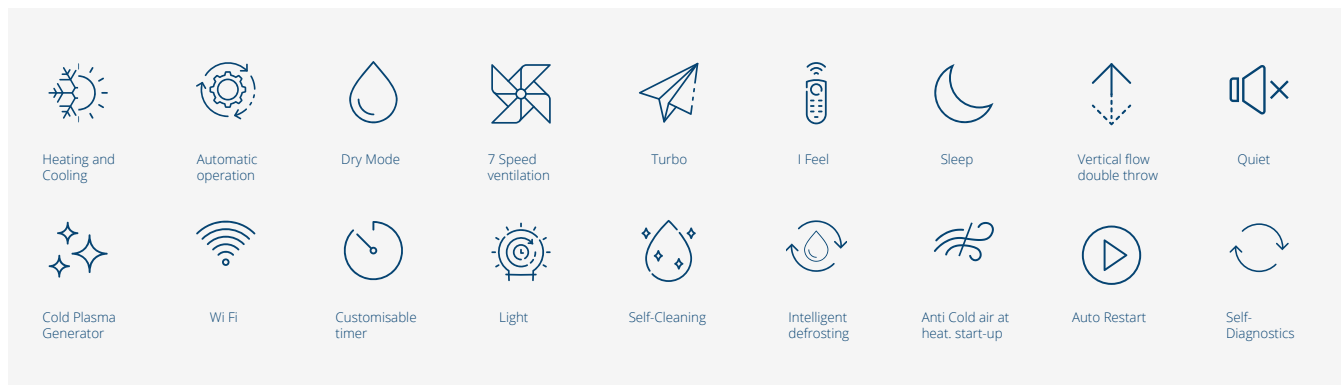 Heating and
Cooling
Automatic
operation
Dry Mode
7 Speed
ventilation
Turbo
I Feel
Sleep
Vertical flow
double throw
Quiet
Cold Plasma
Generator
Wi Fi
Customisable
timer
Light
Self-Cleaning
Intelligent
defrosting
Anti Cold air at
heat. start-up
Auto Restart
Self-
Diagnostics